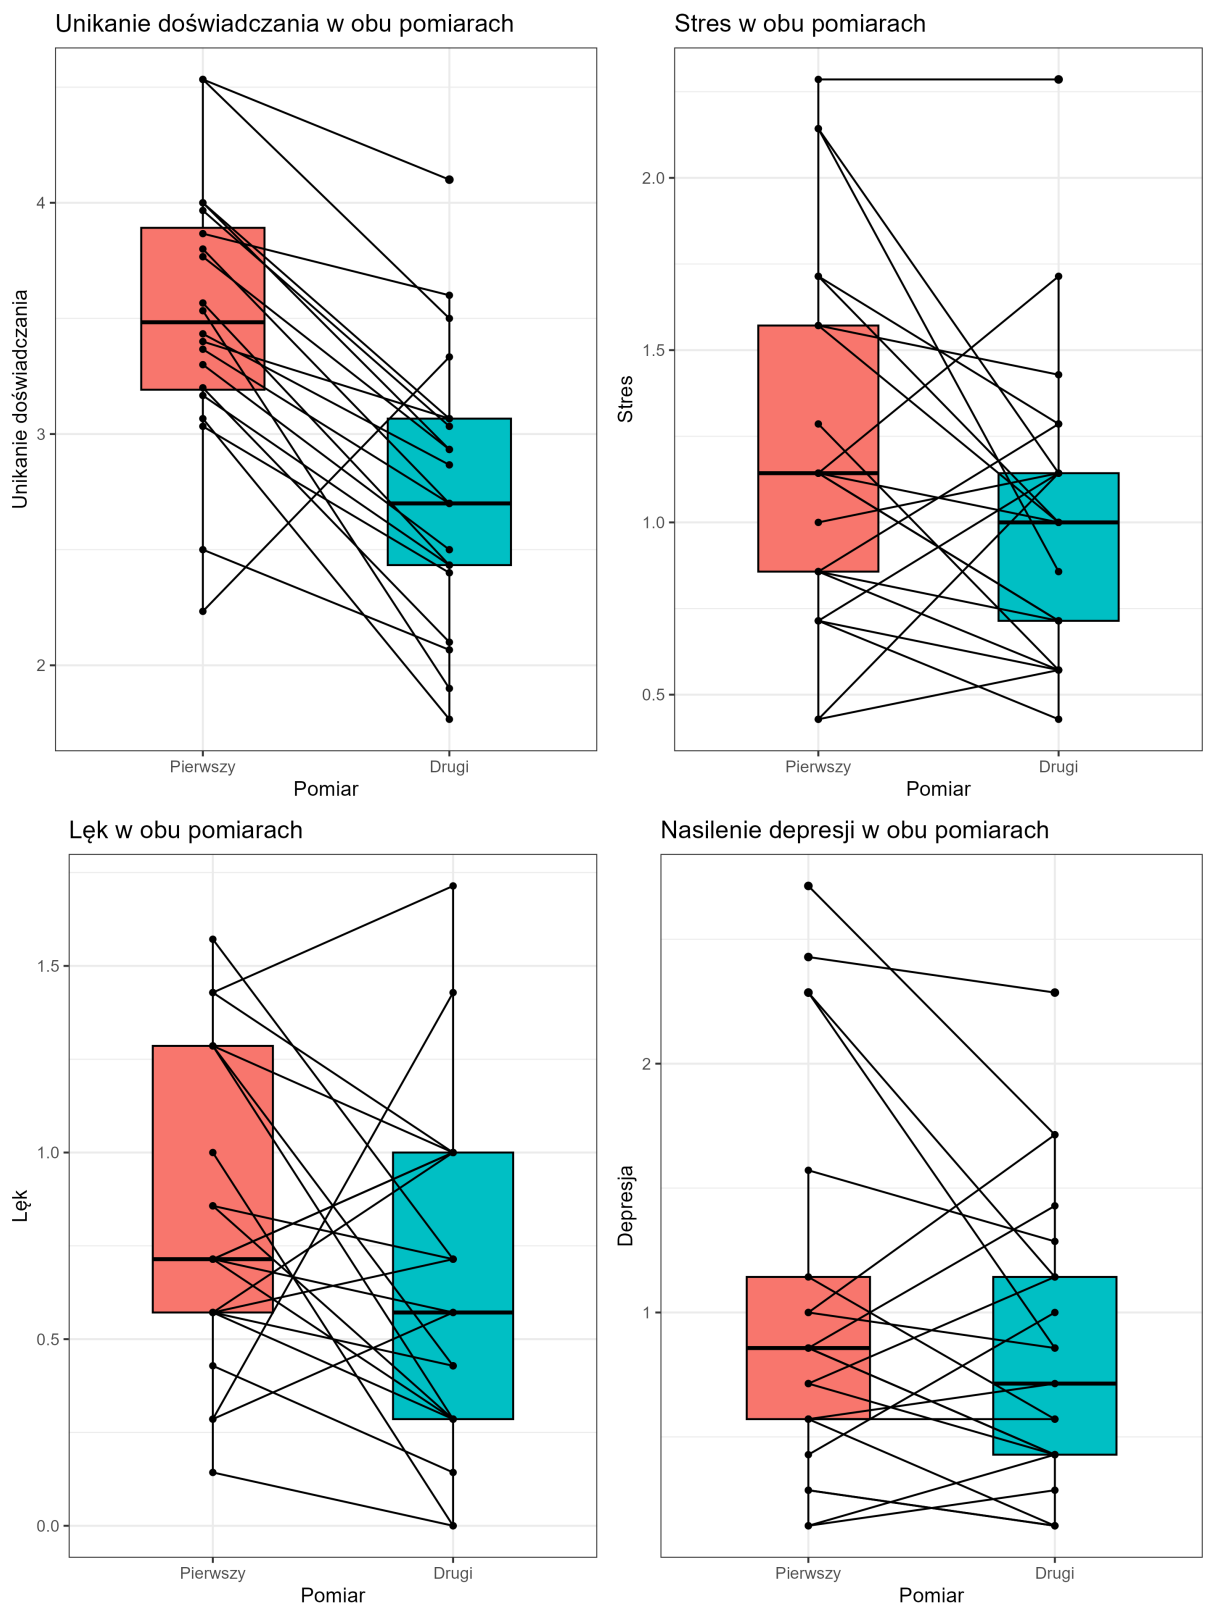 Unikanie doświadczania w obu pomiarach
Unikanie doświadczania
4
3
2
Pierwszy
Drugi
Pomiar
Stres w obu pomiarach
Stres
2.0
1.5
1.0
0.5
Pierwszy
Drugi
Pomiar
Lęk w obu pomiarach
Lęk
1.5
1.0
0.5
0.0
Pierwszy
Drugi
Pomiar
Nasilenie depresji w obu pomiarach
Depresja
2
1
Pierwszy
Drugi
Pomiar